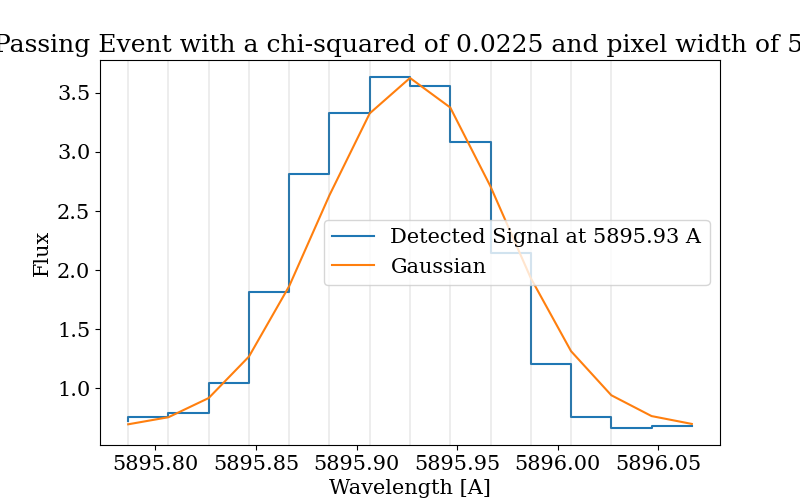 Passing Event with a chi-squared of 0.0225 and pixel width of 5
3.5
3.0
2.5
2.0
1.5
1.0
Flux
Detected Signal at 5895.93 A
Gaussian
5895.80 5895.85 5895.90 5895.95 5896.00 5896.05
Wavelength [A]